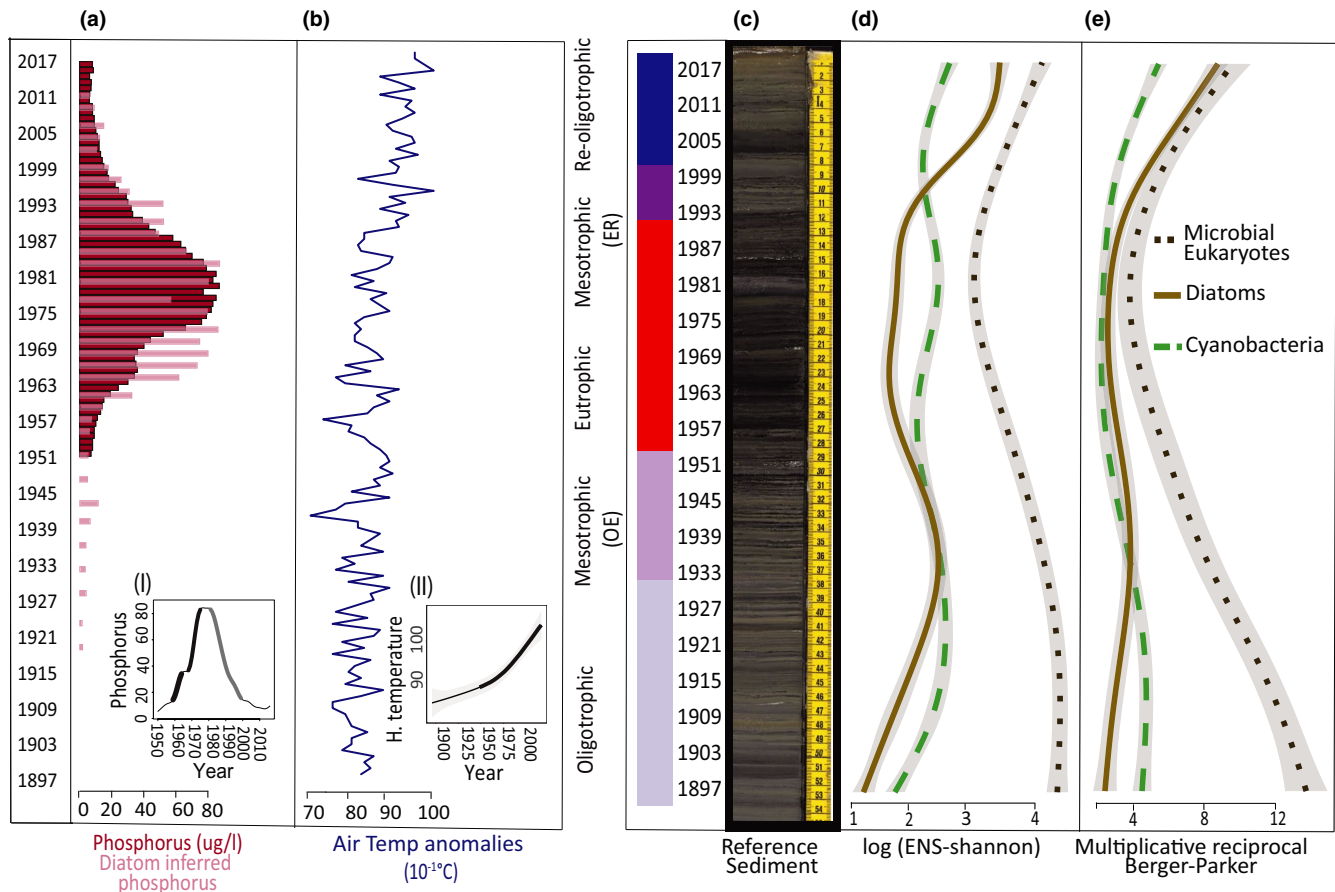 (a)
(b)
(c)
(d)
(e)
2017
2011
2005
1999
1993
1987
1981
1975
1969
1963
1957
1951
1945
1939
1933
1927
1921
1915
1909
1903
1897
0 20 40 60 80
Phosphorus (ug/l)
Diatom inferred
phosphorus
(I)
Phosphorus
0 20 40 60 80
1950 1960 1970 1980 1990 2000 2010
Year
70 80 90 100
Air Temp anomalies
(10⁻¹°C)
(II)
H. temperature
90 100
1900 1925 1950 1975 2000
Year
Re-oligotrophic
Mesotrophic
(ER)
Eutrophic
Mesotrophic
(OE)
Oligotrophic
2017
2011
2005
1999
1993
1987
1981
1975
1969
1963
1957
1951
1945
1939
1933
1927
1921
1915
1909
1903
1897
Reference
Sediment
1 2 3 4
log (ENS-shannon)
Microbial
Eukaryotes
Diatoms
Cyanobacteria
4 8 12
Multiplicative reciprocal
Berger-Parker